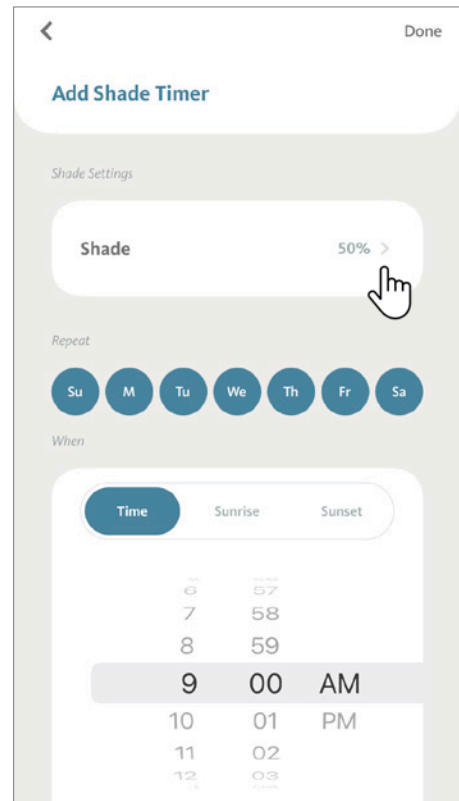 Done
Add Shade Timer
Shade Settings
Shade 50% >
Repeat
Su M Tu We Th Fr Sa
When
Time Sunrise Sunset
6 57
7 58
8 59
9 00 AM
10 01 PM
11 02
12 03